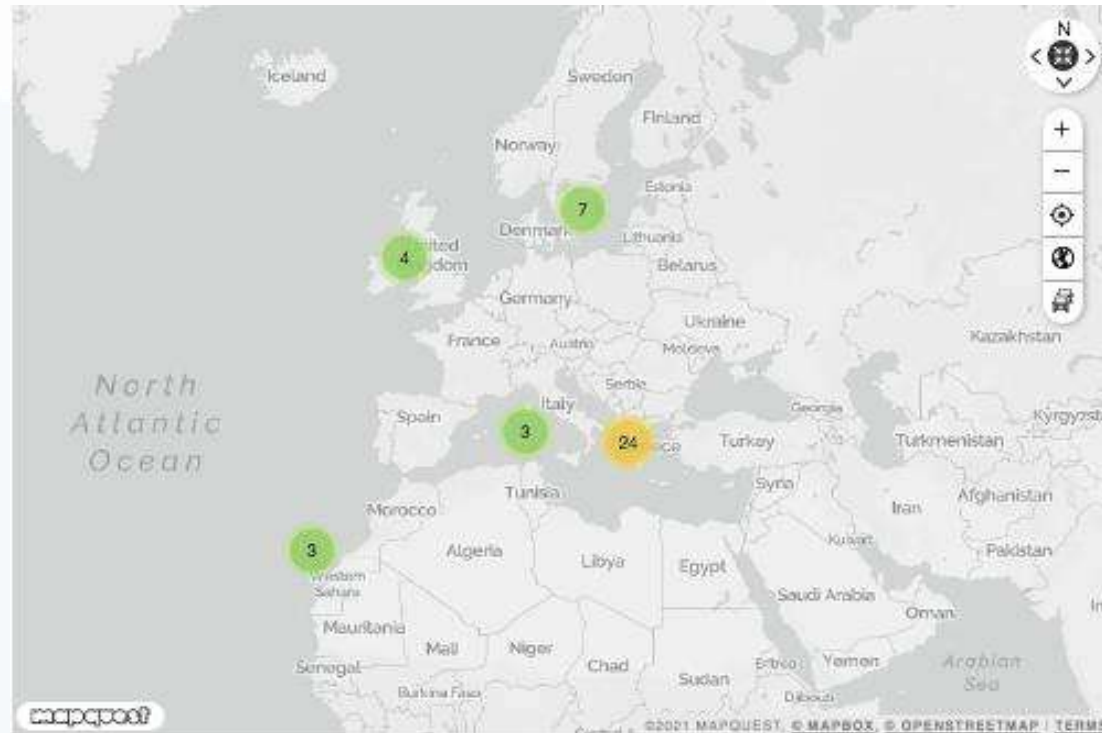 N
Iceland
Sweden
Finland
Norway
Estonia
7
Denmark
Lithuania
4
United
Kingdom
Belarus
Germany
Ukraine
Kazakhstan
France
Austria
Moldova
North
Atlantic
Ocean
Serbia
Italy
Spain
Georgia
Kyrgyzst
3
24
ce
Turkey
Turkmenistan
Syria
Afghanistan
Tunisia
Morocco
Iran
Algeria
Libya
Egypt
Kuwait
Pakistan
3
Western
Sahara
Saudi Arabia
In
Oman
Mauritania
Mali
Niger
Chad
Sudan
Eritrea
Yemen
Arabian
Sea
Senegal
Burkina Faso
Djibouti
mapquest
©2021 MAPQUEST, © MAPBOX, © OPENSTREETMAP | TERMS